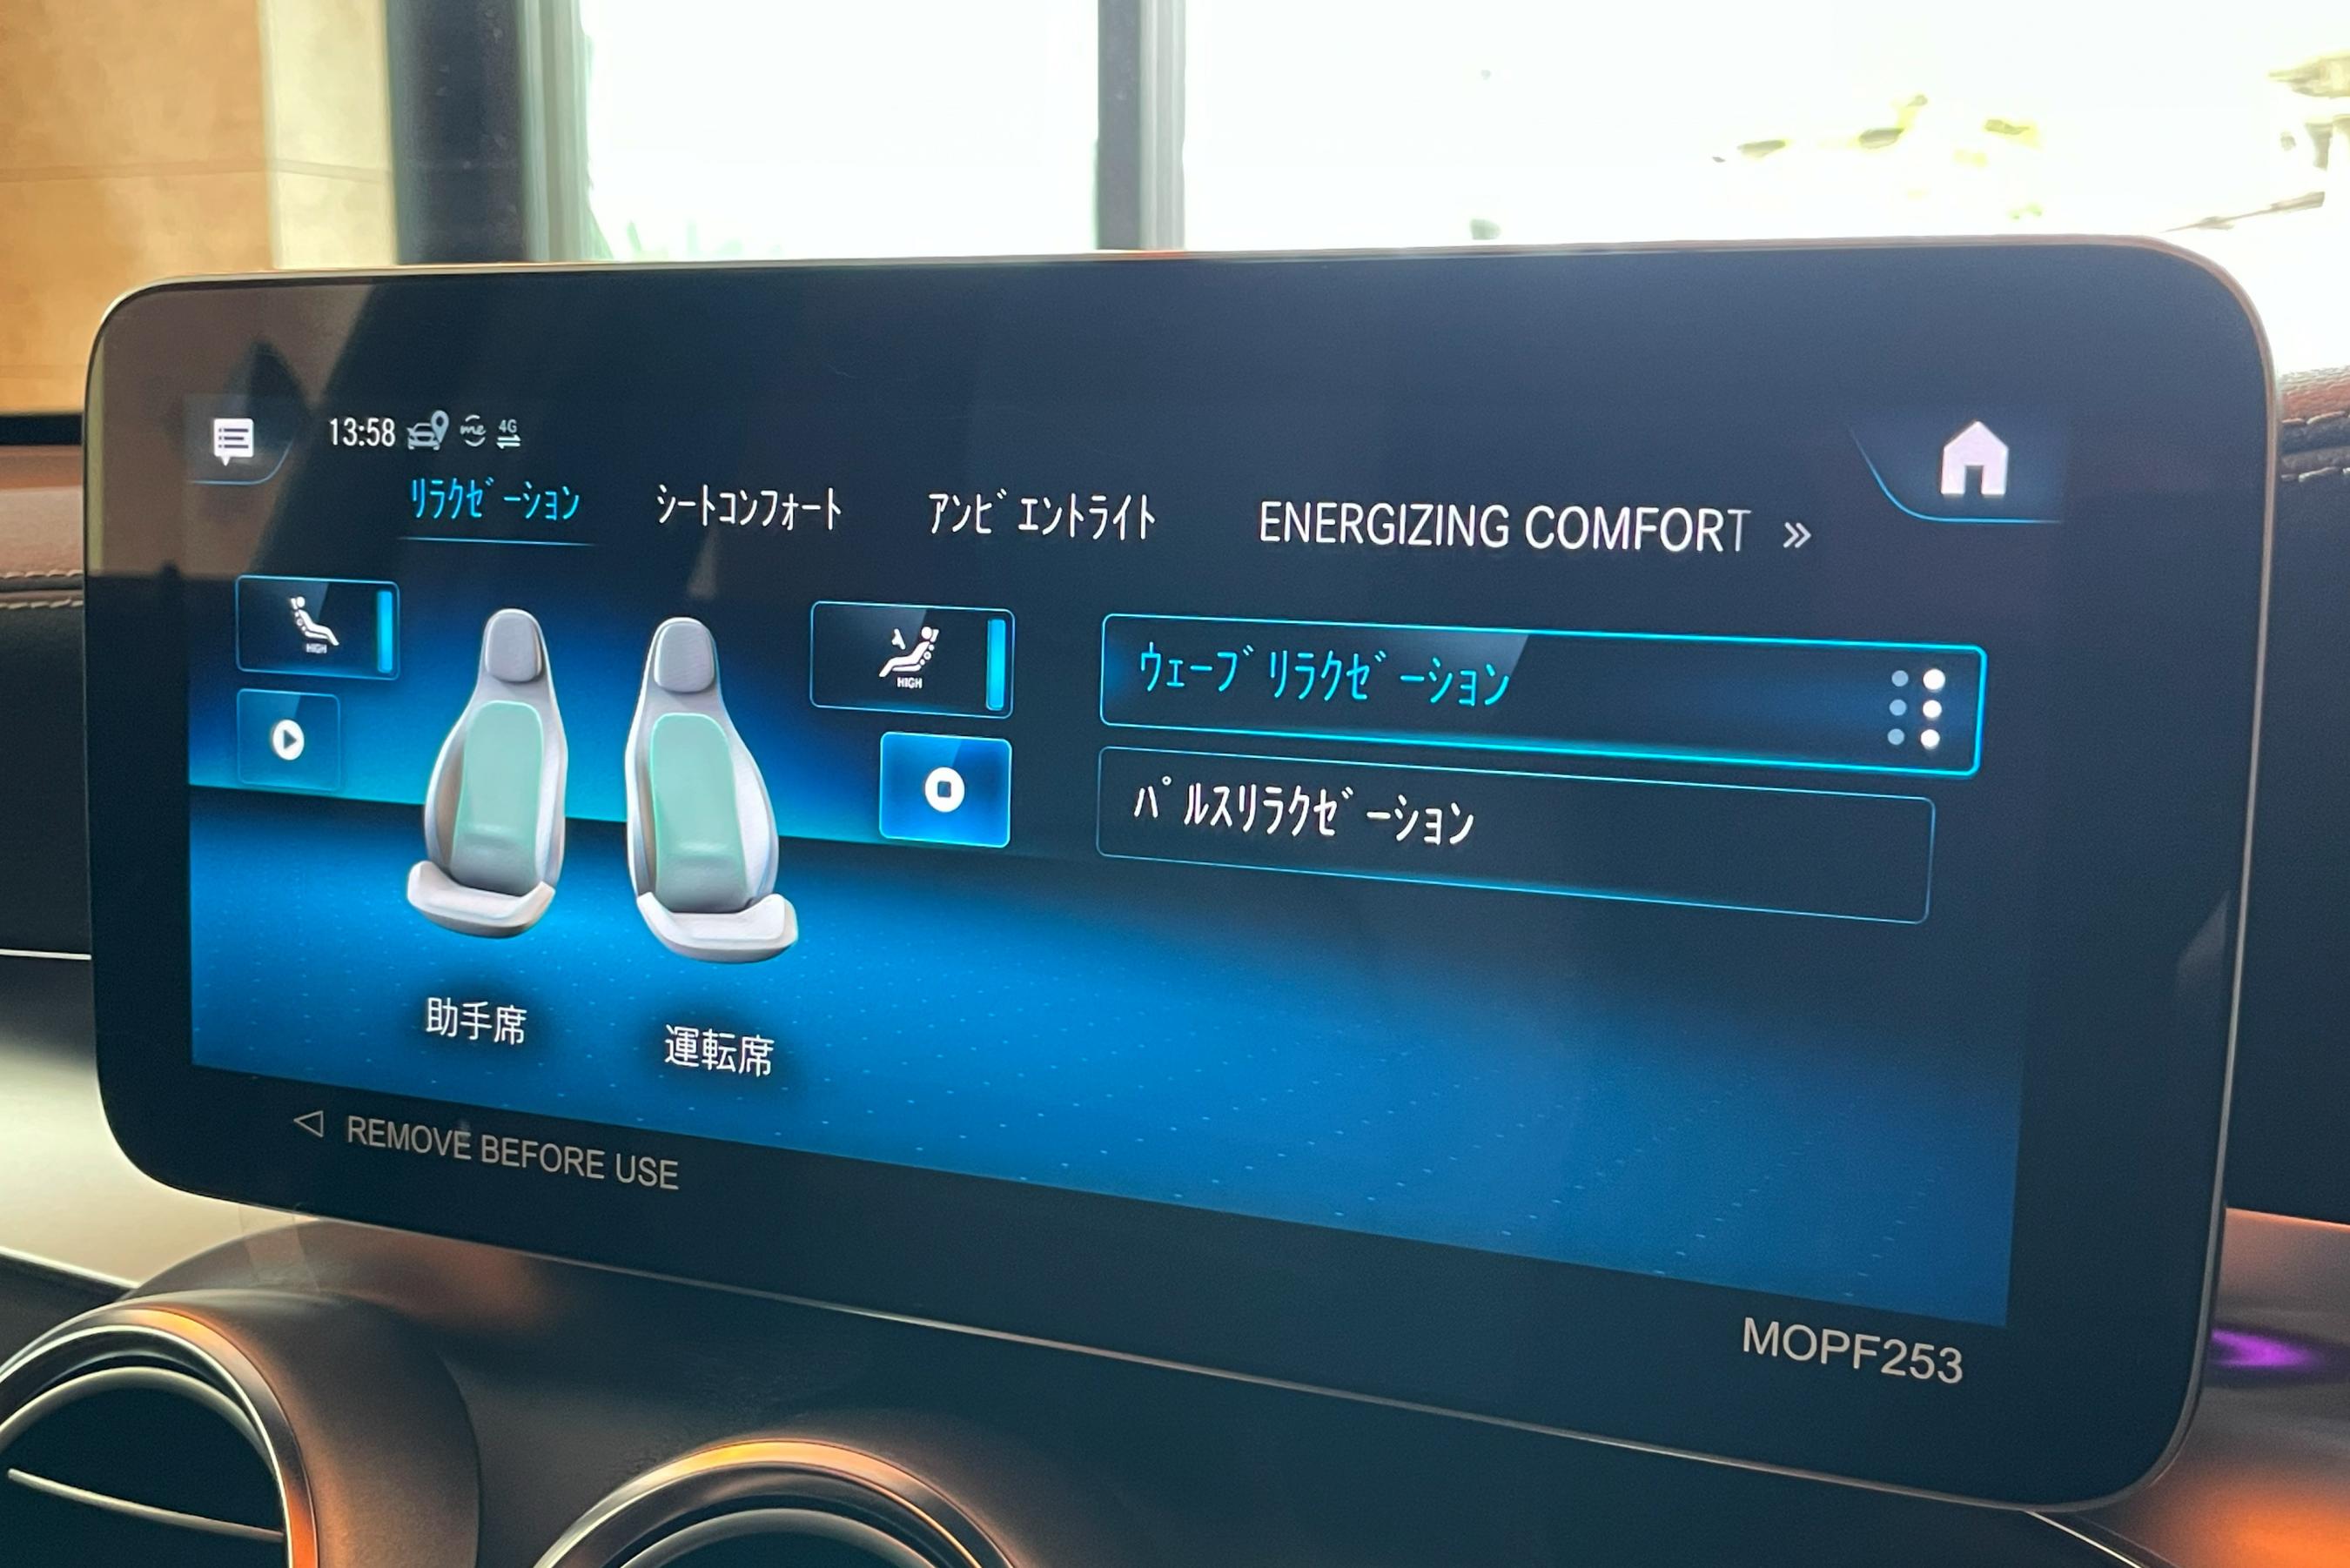 13:58 me 4G
リラクゼーション シートコンフォート アンビエントライト ENERGIZING COMFORT »
HIGH
HIGH
ウェーブリラクゼーション
パルスリラクゼーション
助手席
運転席
◁ REMOVE BEFORE USE
MOPF253